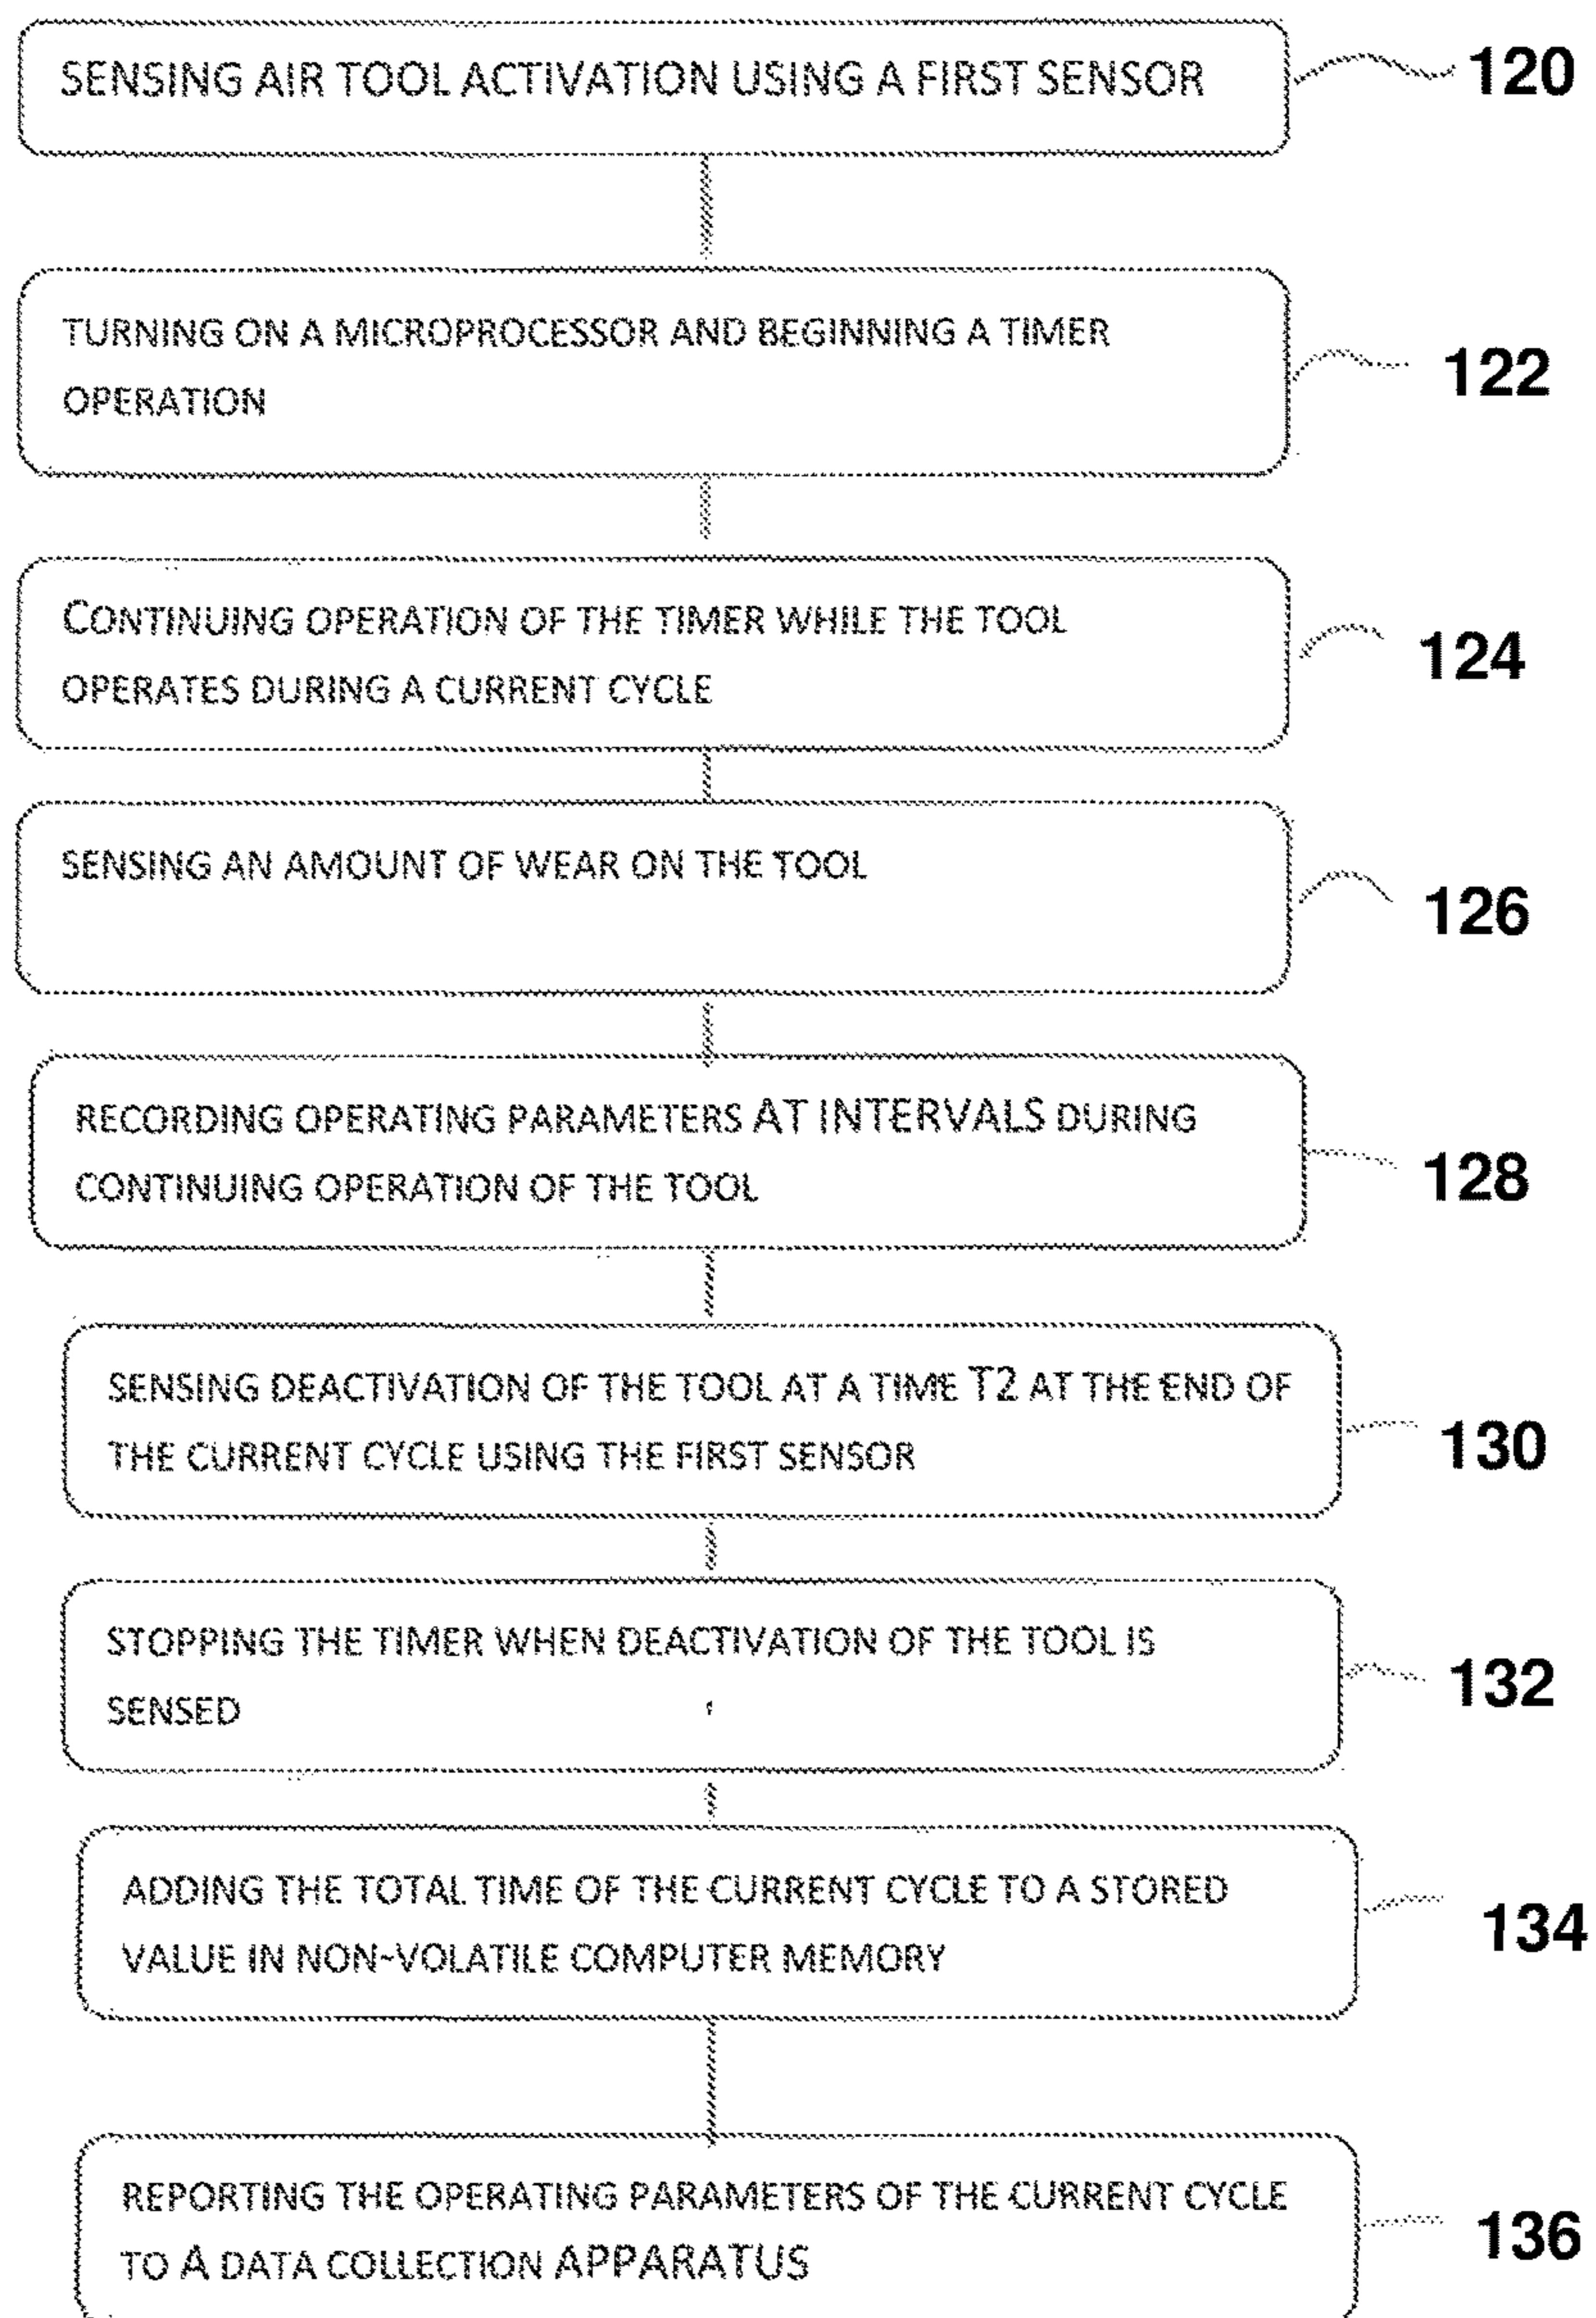 SENSING AIR TOOL ACTIVATION USING A FIRST SENSOR
120
TURNING ON A MICROPROCESSOR AND BEGINNING A TIMER
OPERATION
122
CONTINUING OPERATION OF THE TIMER WHILE THE TOOL
OPERATES DURING A CURRENT CYCLE
124
SENSING AN AMOUNT OF WEAR ON THE TOOL
126
RECORDING OPERATING PARAMETERS AT INTERVALS DURING
CONTINUING OPERATION OF THE TOOL
128
SENSING DEACTIVATION OF THE TOOL AT A TIME T2 AT THE END OF
THE CURRENT CYCLE USING THE FIRST SENSOR
130
STOPPING THE TIMER WHEN DEACTIVATION OF THE TOOL IS
SENSED
132
ADDING THE TOTAL TIME OF THE CURRENT CYCLE TO A STORED
VALUE IN NON-VOLATILE COMPUTER MEMORY
134
REPORTING THE OPERATING PARAMETERS OF THE CURRENT CYCLE
TO A DATA COLLECTION APPARATUS
136